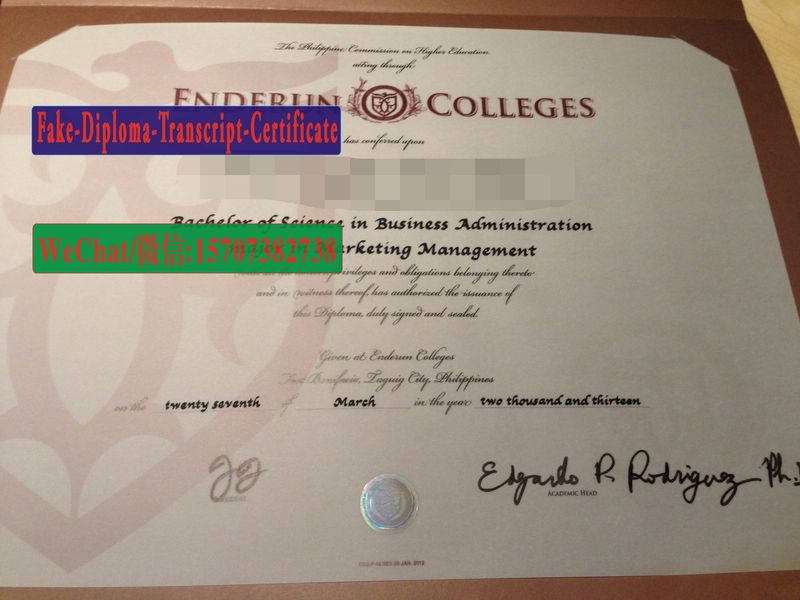 The Philippine Commission on Higher Education
aiting through
ENDERUN COLLEGES
Fake-Diploma-Transcript-Certificate
has conferred upon
Bachelor of Science in Business Administration
WeChat/微信:15707382738
Marketing Management
privileges and obligations belonging thereto
and in witness thereof, has authorized the issuance of
this Diploma, duly signed and sealed.
Given at Enderun Colleges
Fort Bonifacio, Taguig City, Philippines
on the twenty seventh of March in the year two thousand and thirteen
Edgardo R. Rodriguez Ph.D
PRESIDENT
ACADEMIC HEAD